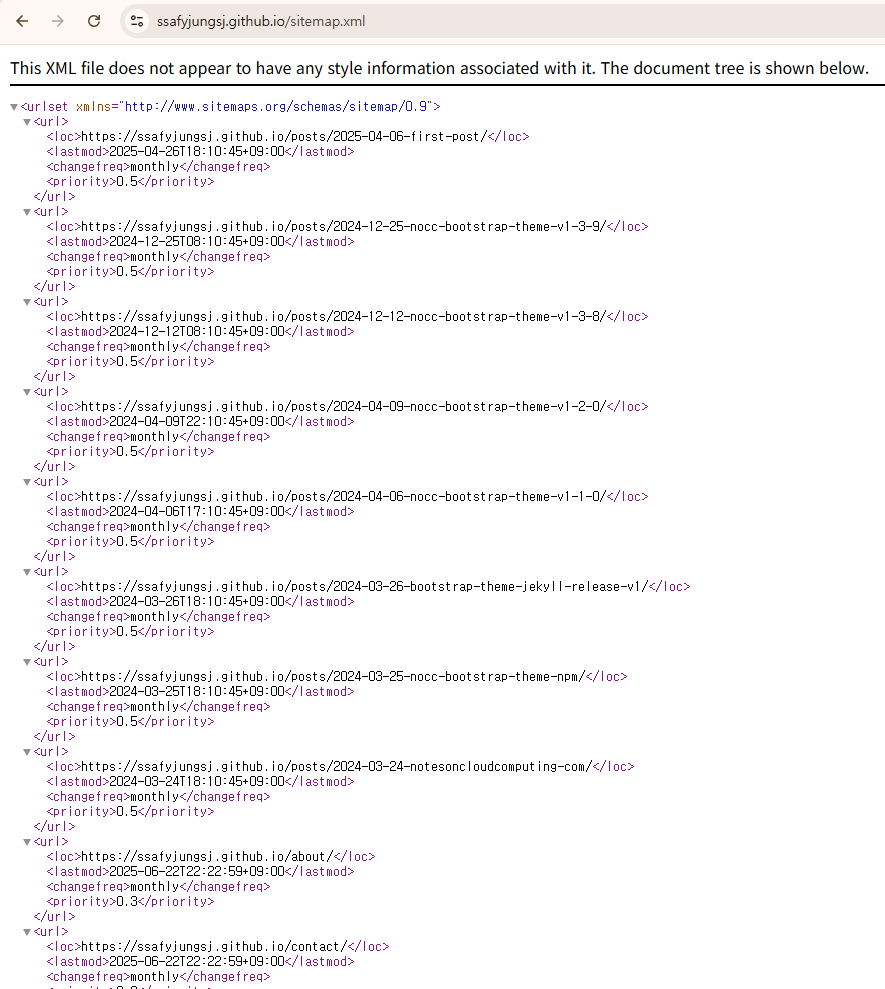 ssafyjungsj.github.io/sitemap.xml
This XML file does not appear to have any style information associated with it. The document tree is shown below.
▼<urlset xmlns="http://www.sitemaps.org/schemas/sitemap/0.9">
▼<url>
<loc>https://ssafyjungsj.github.io/posts/2025-04-06-first-post/</loc>
<lastmod>2025-04-26T18:10:45+09:00</lastmod>
<changefreq>monthly</changefreq>
<priority>0.5</priority>
</url>
▼<url>
<loc>https://ssafyjungsj.github.io/posts/2024-12-25-nocc-bootstrap-theme-v1-3-9/</loc>
<lastmod>2024-12-25T08:10:45+09:00</lastmod>
<changefreq>monthly</changefreq>
<priority>0.5</priority>
</url>
▼<url>
<loc>https://ssafyjungsj.github.io/posts/2024-12-12-nocc-bootstrap-theme-v1-3-8/</loc>
<lastmod>2024-12-12T08:10:45+09:00</lastmod>
<changefreq>monthly</changefreq>
<priority>0.5</priority>
</url>
▼<url>
<loc>https://ssafyjungsj.github.io/posts/2024-04-09-nocc-bootstrap-theme-v1-2-0/</loc>
<lastmod>2024-04-09T22:10:45+09:00</lastmod>
<changefreq>monthly</changefreq>
<priority>0.5</priority>
</url>
▼<url>
<loc>https://ssafyjungsj.github.io/posts/2024-04-06-nocc-bootstrap-theme-v1-1-0/</loc>
<lastmod>2024-04-06T17:10:45+09:00</lastmod>
<changefreq>monthly</changefreq>
<priority>0.5</priority>
</url>
▼<url>
<loc>https://ssafyjungsj.github.io/posts/2024-03-26-bootstrap-theme-jekyll-release-v1/</loc>
<lastmod>2024-03-26T18:10:45+09:00</lastmod>
<changefreq>monthly</changefreq>
<priority>0.5</priority>
</url>
▼<url>
<loc>https://ssafyjungsj.github.io/posts/2024-03-25-nocc-bootstrap-theme-npm/</loc>
<lastmod>2024-03-25T18:10:45+09:00</lastmod>
<changefreq>monthly</changefreq>
<priority>0.5</priority>
</url>
▼<url>
<loc>https://ssafyjungsj.github.io/posts/2024-03-24-notesoncloudcomputing-com/</loc>
<lastmod>2024-03-24T18:10:45+09:00</lastmod>
<changefreq>monthly</changefreq>
<priority>0.5</priority>
</url>
▼<url>
<loc>https://ssafyjungsj.github.io/about/</loc>
<lastmod>2025-06-22T22:22:59+09:00</lastmod>
<changefreq>monthly</changefreq>
<priority>0.3</priority>
</url>
▼<url>
<loc>https://ssafyjungsj.github.io/contact/</loc>
<lastmod>2025-06-22T22:22:59+09:00</lastmod>
<changefreq>monthly</changefreq>